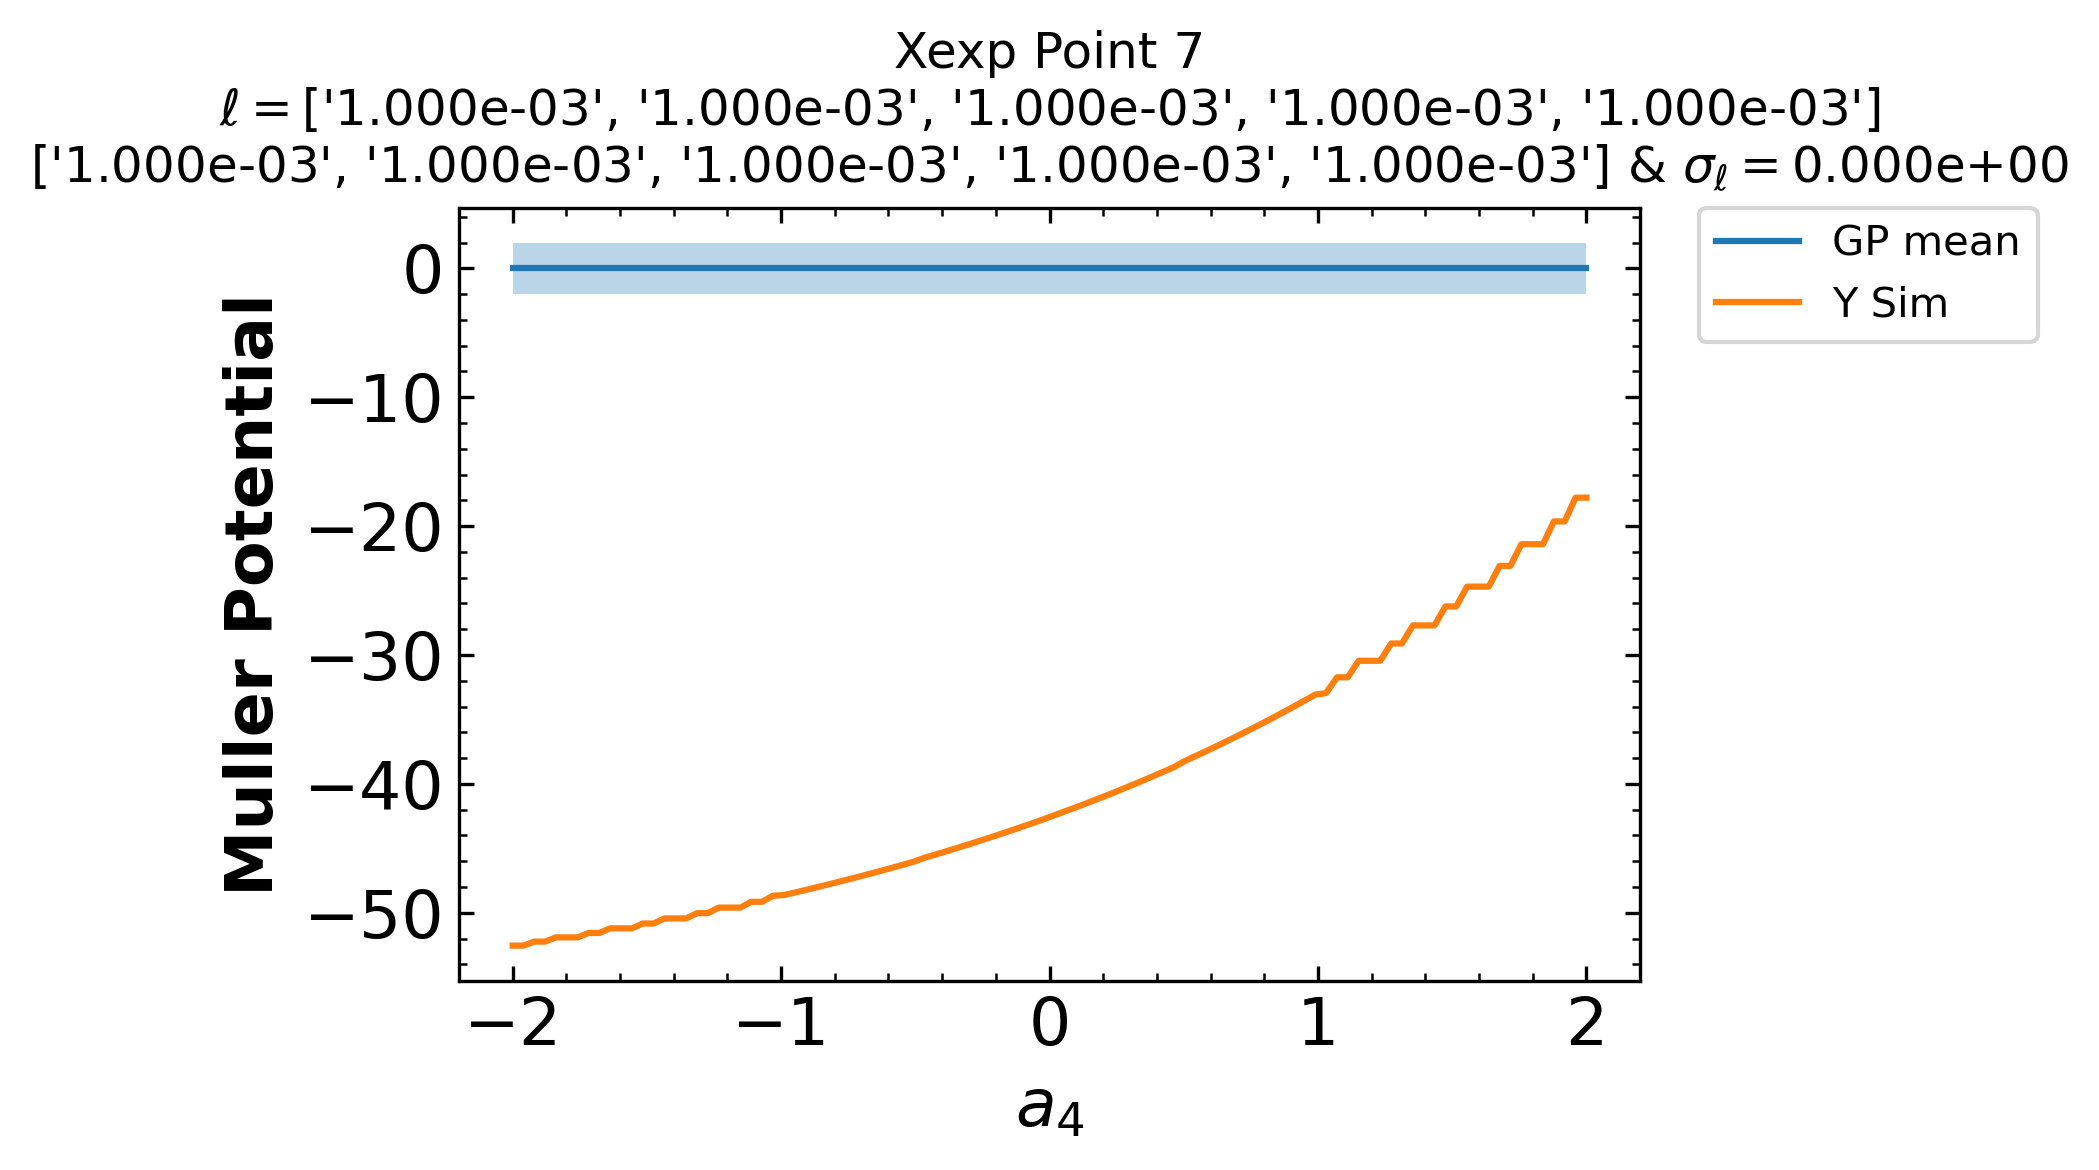 Xexp Point 7
ℓ = ['1.000e-03', '1.000e-03', '1.000e-03', '1.000e-03', '1.000e-03']
['1.000e-03', '1.000e-03', '1.000e-03', '1.000e-03', '1.000e-03'] & σℓ = 0.000e+00
GP mean
Y Sim
Muller Potential
0
−10
−20
−30
−40
−50
−2 −1 0 1 2
a4